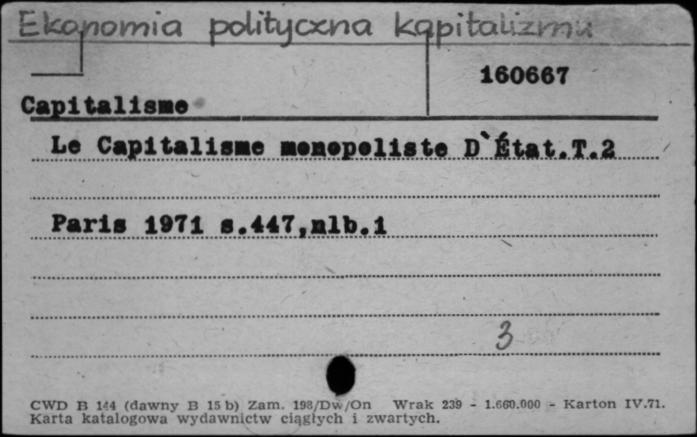 Ekonomia polityczna kapitalizmu
160667
Capitalisme
Le Capitalisme monopoliste D`État.T.2
Paris 1971 s.447,nlb.1
3
CWD B 144 (dawny B 15 b) Zam. 198/Dw/On Wrak 239 - 1.660.000 - Karton IV.71.
Karta katalogowa wydawnictw ciągłych i zwartych.